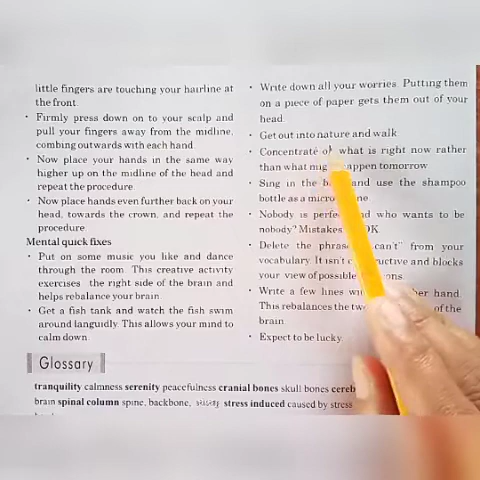 little fingers are touching your hairline at
the front.
• Firmly press down on to your scalp and
pull your fingers away from the midline,
combing outwards with each hand.
• Now place your hands in the same way
higher up on the midline of the head and
repeat the procedure.
• Now place hands even further back on your
head, towards the crown, and repeat the
procedure
Mental quick fixes
• Put on some music you like and dance
through the room. This creative activity
exercises the right side of the brain and
helps rebalance your brain.
• Get a fish tank and watch the fish swim
around languidly. This allows your mind to
calm down.
• Write down all your worries. Putting them
on a piece of paper gets them out of your
head.
• Get out into nature and walk
• Concentrate what is right now rather
than what appen tomorrow
• Sing in the and use the shampoo
bottle as a
• Nobody is who wants to be
nobody? Mistakes OK
• Delete the can't" from your
vocabulary. It isn't and blocks
your view of
• Write a few lines hand.
This rebalances the of the
brain
• Expect to be lucky.
Glossary
tranquility calmness serenity peacefulness cranial bones skull bones
brain spinal column spine, backbone, stress induced caused by stress